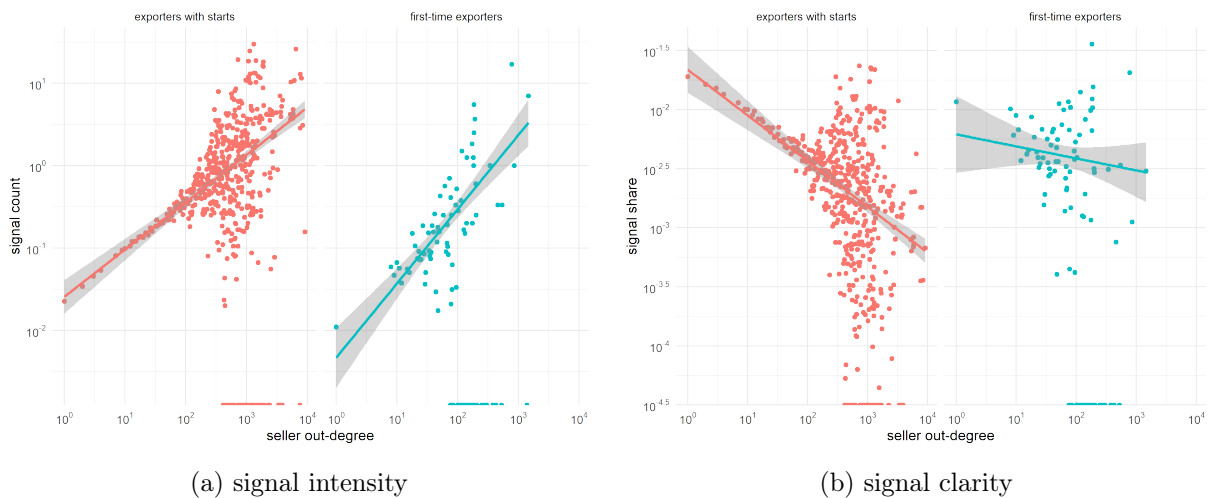 exporters with starts
first-time exporters
signal count
10^1
10^0
10^-1
10^-2
10^0 10^1 10^2 10^3 10^4
10^0 10^1 10^2 10^3 10^4
seller out-degree
(a) signal intensity
exporters with starts
first-time exporters
signal share
10^-1.5
10^-2
10^-2.5
10^-3
10^-3.5
10^-4
10^-4.5
10^0 10^1 10^2 10^3 10^4
10^0 10^1 10^2 10^3 10^4
seller out-degree
(b) signal clarity